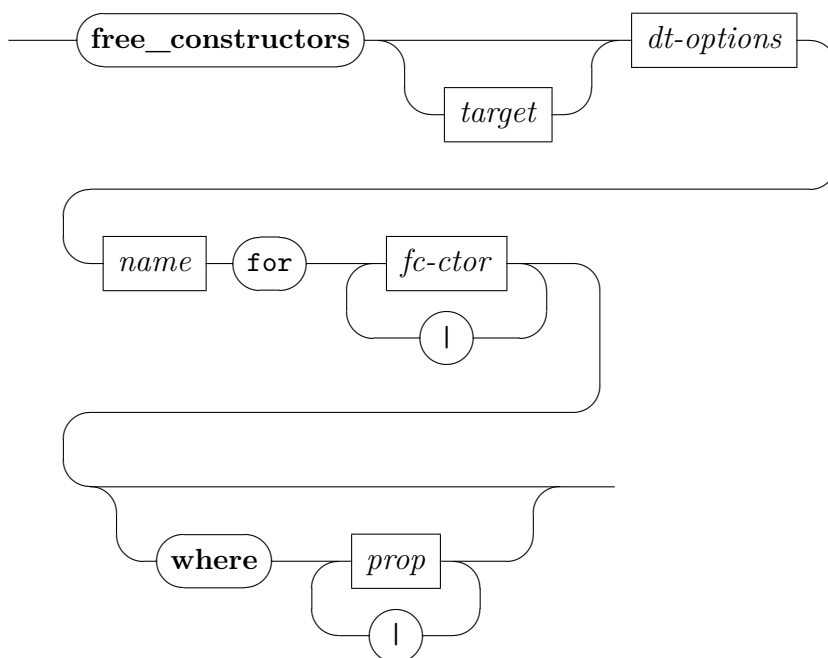 free_constructors dt-options
target
name for fc-ctor
|
where prop
|